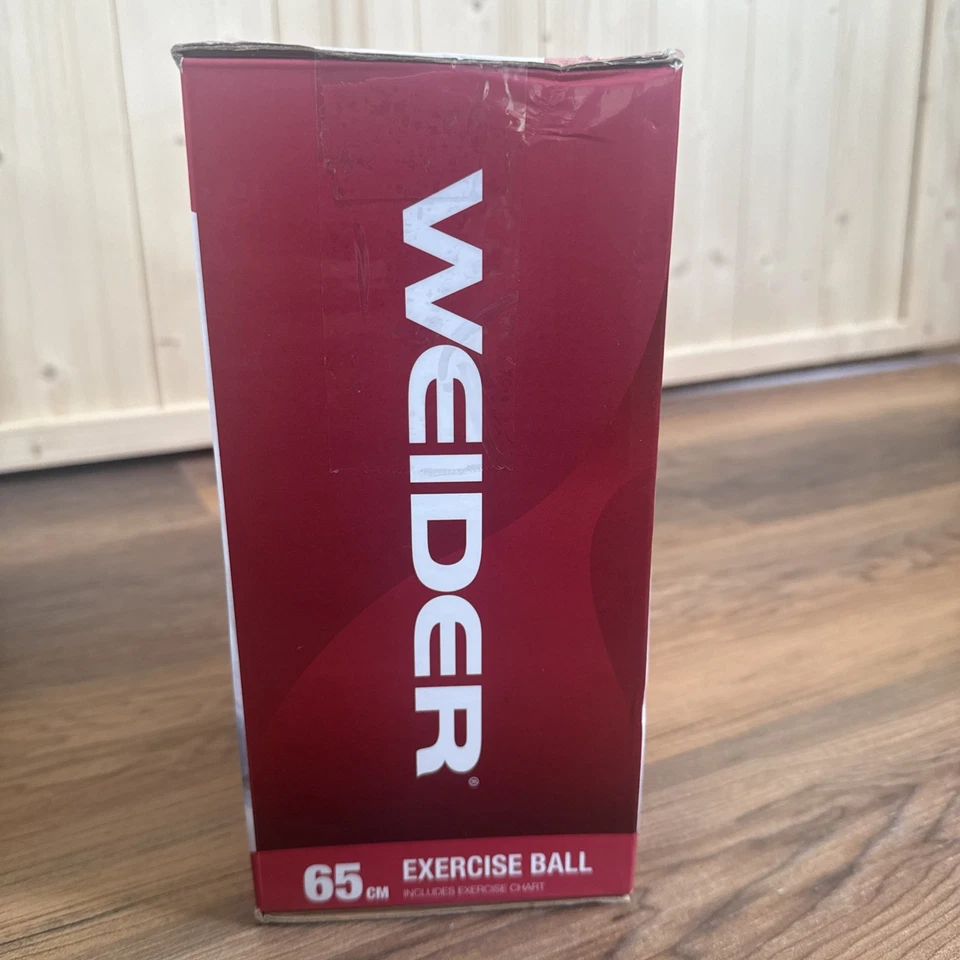 WEIDER®
65 CM
EXERCISE BALL
INCLUDES EXERCISE CHART